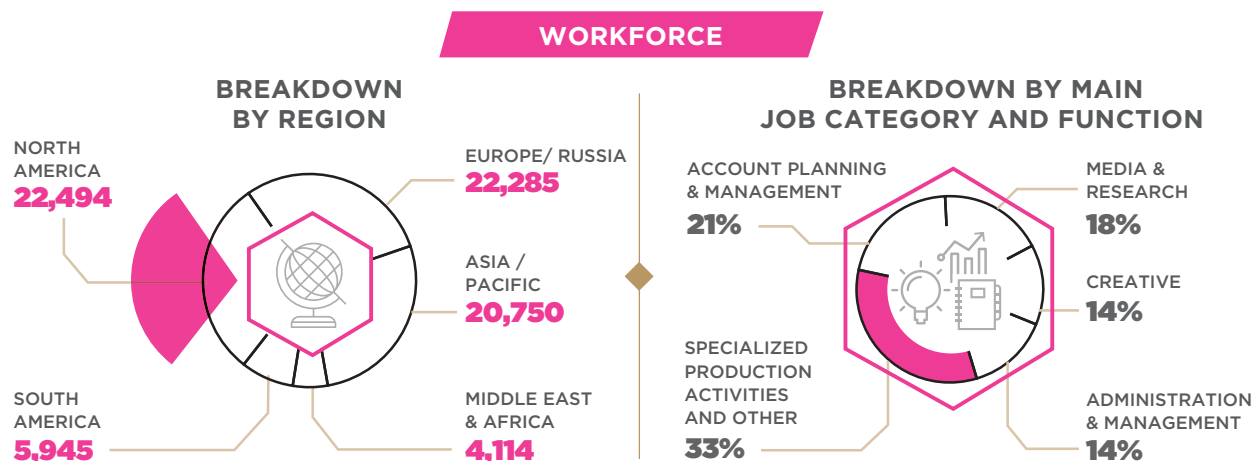 WORKFORCE
BREAKDOWN
BY REGION
NORTH
AMERICA
22,494
EUROPE/ RUSSIA
22,285
ASIA /
PACIFIC
20,750
SOUTH
AMERICA
5,945
MIDDLE EAST
& AFRICA
4,114
BREAKDOWN BY MAIN
JOB CATEGORY AND FUNCTION
ACCOUNT PLANNING
& MANAGEMENT
21%
MEDIA &
RESEARCH
18%
CREATIVE
14%
SPECIALIZED
PRODUCTION
ACTIVITIES
AND OTHER
33%
ADMINISTRATION
& MANAGEMENT
14%